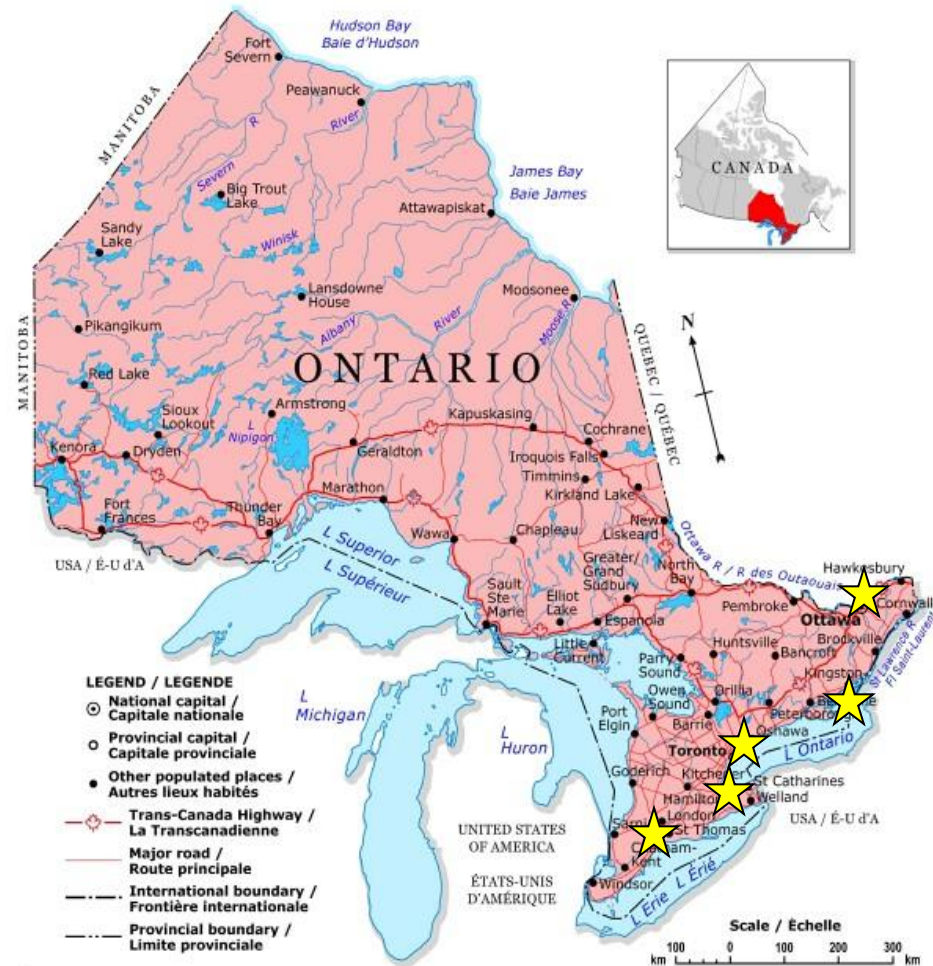 Hudson Bay
Baie d'Hudson
Fort
Severn
Peawanuck
MANITOBA
R
River
Severn
Big Trout
Lake
James Bay
Baie James
Attawapiskat
CANADA
Sandy
Lake
Winisk
Lansdowne
House
Moosonee
Pikangikum
Albany
River
Moose R
N
MANITOBA
ONTARIO
QUEBEC / QUÉBEC
Red Lake
Armstrong
Sioux
Lookout
L
Nipigon
Kapuskasing
Cochrane
Kenora
Dryden
Geraldton
Iroquois Falls
Timmins
Marathon
Kirkland Lake
Fort
Frances
Thunder
Bay
Wawa
Chapleau
New
Liskeard
Ottawa R / R des Outaouais
USA / É-U d'A
L Superior
L Supérieur
Greater/
Grand
Sudbury
North
Bay
Hawkesbury
Sault
Ste
Marie
Elliot
Lake
Espanola
Pembroke
Ottawa
Cornwall
Little
Current
Huntsville
Bancroft
Brockville
St Lawrence R
Fl Saint-Laurent
Parry
Sound
Kingston
LEGEND / LEGENDE
National capital /
Capitale nationale
Provincial capital /
Capitale provinciale
Other populated places /
Autres lieux habités
Trans-Canada Highway /
La Transcanadienne
Major road /
Route principale
International boundary /
Frontière internationale
Provincial boundary /
Limite provinciale
L
Michigan
L
Huron
Owen
Sound
Orillia
Port
Elgin
Barrie
Oshawa
L Ontario
Toronto
Goderich
Kitchener
St Catharines
Hamilton
Welland
London
USA / É-U d'A
UNITED STATES
OF AMERICA
St Thomas
Kent
ÉTATS-UNIS
D'AMÉRIQUE
Windsor
L Erie
L Érié
Scale / Échelle
100 0 100 200 300
km km